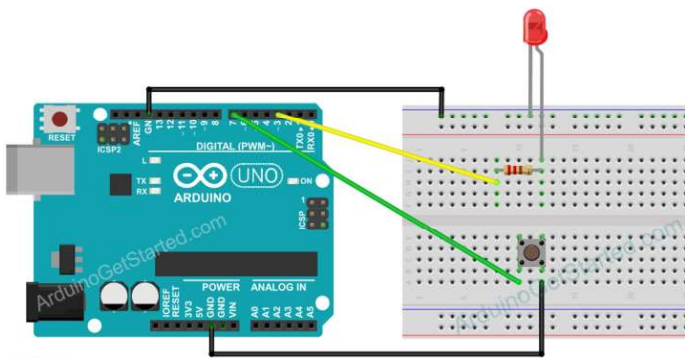 RESET
ICSP2
AREF
GND
13
12
~11
~10
~9
8
7
~6
~5
4
~3
2
TX0▸
RX0◂
DIGITAL (PWM~)
L
TX
RX
UNO
ON
ARDUINO
1
ICSP
POWER
ANALOG IN
IOREF
RESET
3V3
5V
GND
GND
VIN
A0
A1
A2
A3
A4
A5
ArduinoGetStarted.com
ArduinoGetStarted.com